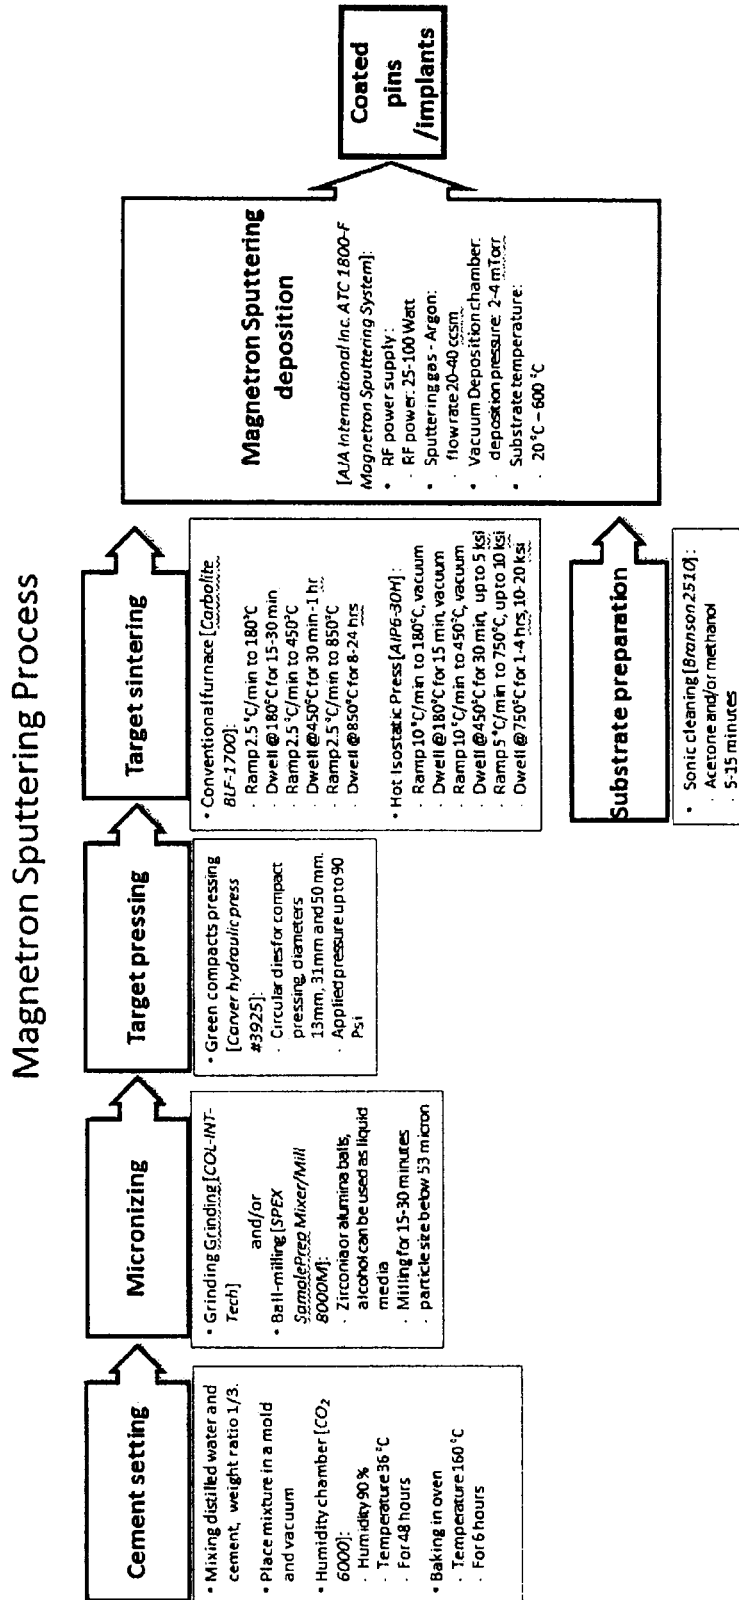 Magnetron Sputtering Process
Cement setting
• Mixing distilled water and
cement, weight ratio 1/3.
• Place mixture in a mold
and vacuum
• Humidity chamber [CO₂
6000]:
· Humidity 90 %
· Temperature 36 °C
· For 48 hours
• Baking in oven
· Temperature 160 °C
· For 6 hours
Micronizing
• Grinding Grinding [COL-INT-
Tech]
and/or
• Ball-milling [SPEX
SamplePrep Mixer/Mill
8000M]:
· Zirconia or alumina balls,
alcohol can be used as liquid
media
· Milling for 15-30 minutes
· particle size below 53 micron
Target pressing
• Green compacts pressing
[Carver hydraulic press
#3925]:
· Circular dies for compact
pressing, diameters
13mm, 31mm and 50 mm.
· Applied pressure up to 90
Psi
Target sintering
• Conventional furnace [Carbolite
BLF-1700]:
· Ramp 2.5 °C/min to 180°C
· Dwell @180°C for 15-30 min
· Ramp 2.5 °C/min to 450°C
· Dwell @450°C for 30 min - 1 hr
· Ramp 2.5 °C/min to 850°C
· Dwell @850°C for 8-24 hrs
• Hot Isostatic Press [AIP6-30H]:
· Ramp 10 °C/min to 180°C, vacuum
· Dwell @180°C for 15 min, vacuum
· Ramp 10 °C/min to 450°C, vacuum
· Dwell @450°C for 30 min, up to 5 ksi
· Ramp 5 °C/min to 750°C, up to 10 ksi
· Dwell @750°C for 1-4 hrs, 10-20 ksi
Substrate preparation
• Sonic cleaning [Branson 2510]:
· Acetone and/or methanol
· 5-15 minutes
Magnetron Sputtering
deposition
[AJA International Inc. ATC 1800-F
Magnetron Sputtering System]:
• RF power supply:
· RF power: 25-100 Watt
• Sputtering gas - Argon:
· flow rate 20-40 ccsm
• Vacuum Deposition chamber:
· deposition pressure: 2-4 mTorr
• Substrate temperature:
· 20 °C – 600 °C
Coated
pins
/implants